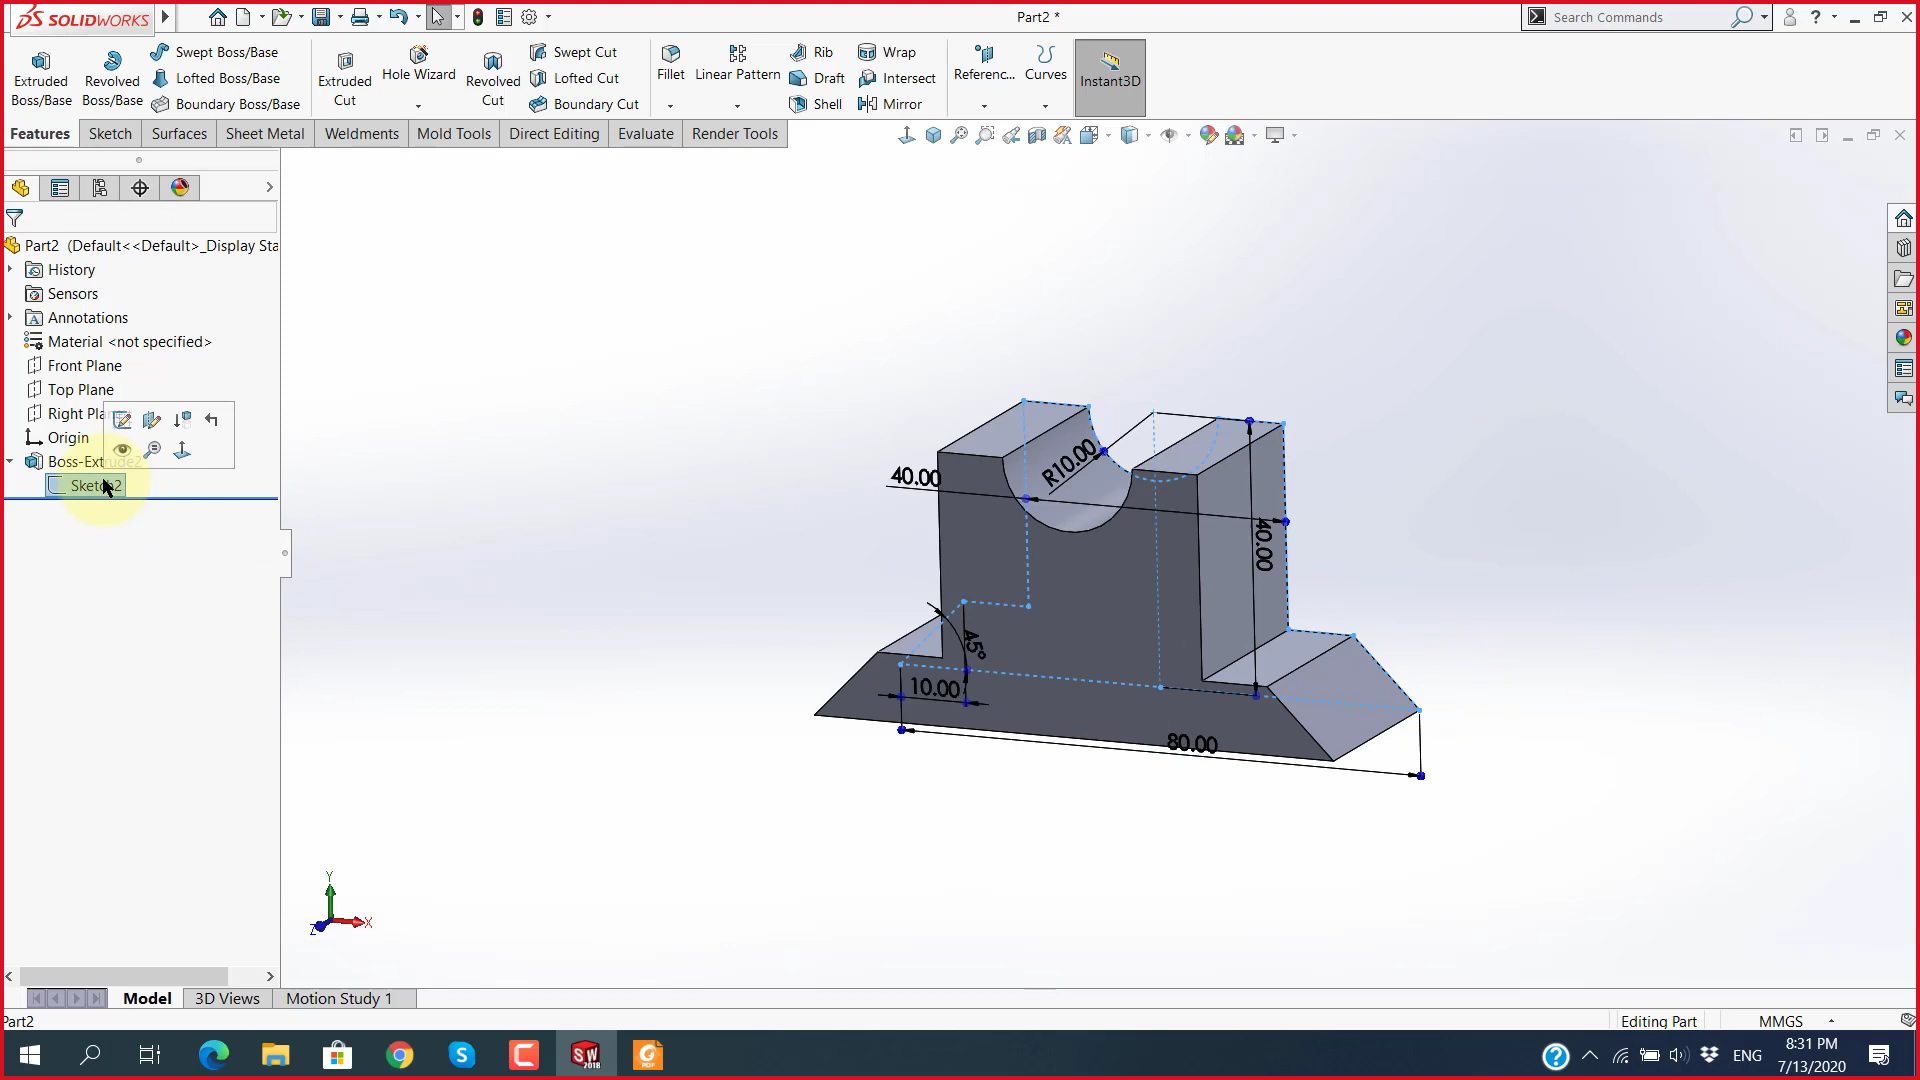 SOLIDWORKS
Part2 *
Search Commands
Extruded Boss/Base
Revolved Boss/Base
Swept Boss/Base
Lofted Boss/Base
Boundary Boss/Base
Extruded Cut
Hole Wizard
Revolved Cut
Swept Cut
Lofted Cut
Boundary Cut
Fillet
Linear Pattern
Rib
Draft
Shell
Wrap
Intersect
Mirror
Referenc...
Curves
Instant3D
Features
Sketch
Surfaces
Sheet Metal
Weldments
Mold Tools
Direct Editing
Evaluate
Render Tools
Part2 (Default<<Default>_Display Sta
History
Sensors
Annotations
Material <not specified>
Front Plane
Top Plane
Right Pla
Origin
Boss-Extrude2
Sketch2
40.00
R10.00
40.00
45°
10.00
80.00
Y
X
Z
Model
3D Views
Motion Study 1
Part2
Editing Part
MMGS
SW
2018
PDF
ENG
8:31 PM
7/13/2020